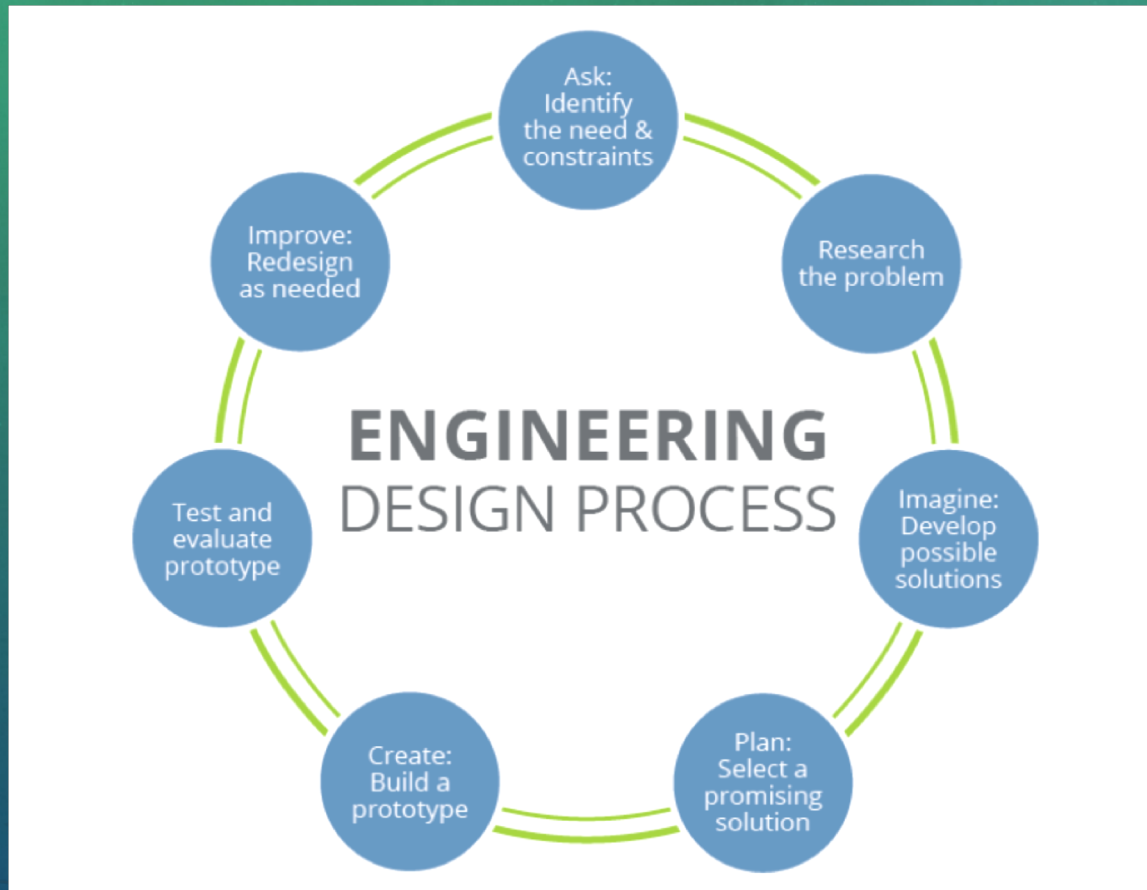 Ask:
Identify
the need &
constraints
Research
the problem
Imagine:
Develop
possible
solutions
Plan:
Select a
promising
solution
Create:
Build a
prototype
Test and
evaluate
prototype
Improve:
Redesign
as needed
ENGINEERING
DESIGN PROCESS